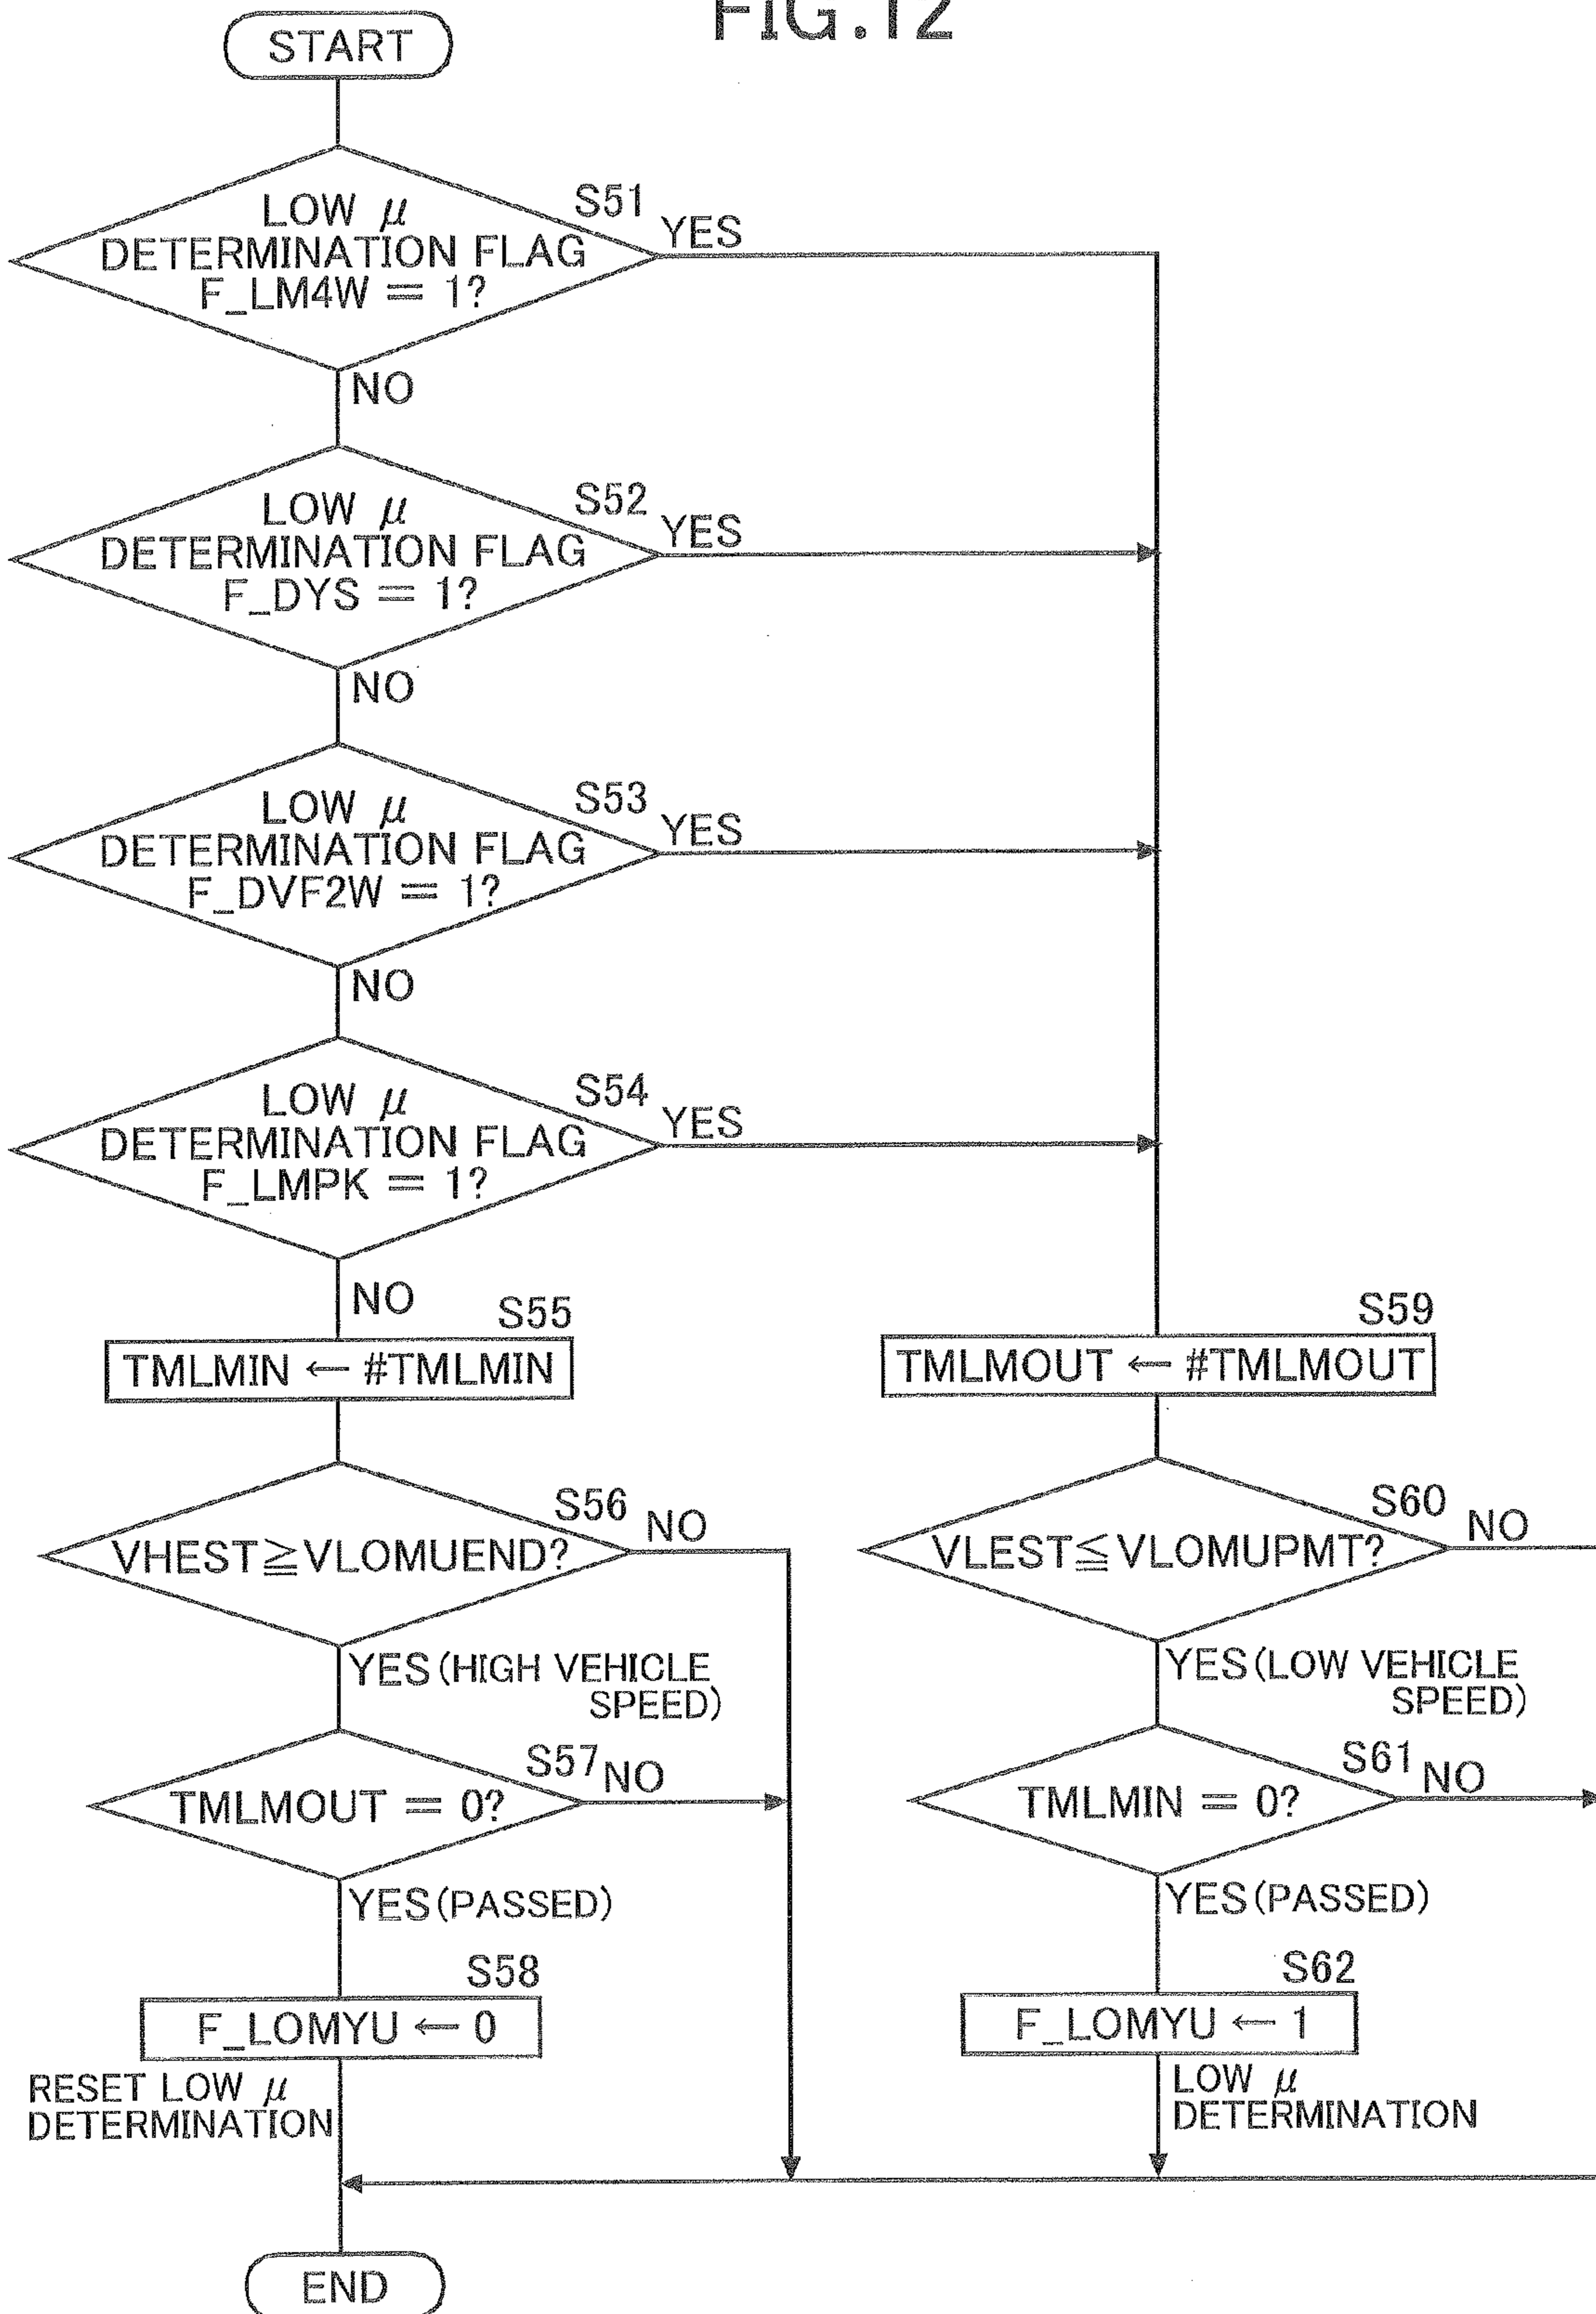 FIG.12
START
LOW μ
DETERMINATION FLAG
F_LM4W = 1?
S51
YES
NO
LOW μ
DETERMINATION FLAG
F_DYS = 1?
S52
YES
NO
LOW μ
DETERMINATION FLAG
F_DVF2W = 1?
S53
YES
NO
LOW μ
DETERMINATION FLAG
F_LMPK = 1?
S54
YES
NO
S55
TMLMIN ← #TMLMIN
S56
VHEST≧VLOMUEND?
NO
YES(HIGH VEHICLE
SPEED)
S57
TMLMOUT = 0?
NO
YES(PASSED)
S58
F_LOMYU ← 0
RESET LOW μ
DETERMINATION
S59
TMLMOUT ← #TMLMOUT
S60
VLEST≦VLOMUPMT?
NO
YES(LOW VEHICLE
SPEED)
S61
TMLMIN = 0?
NO
YES(PASSED)
S62
F_LOMYU ← 1
LOW μ
DETERMINATION
END